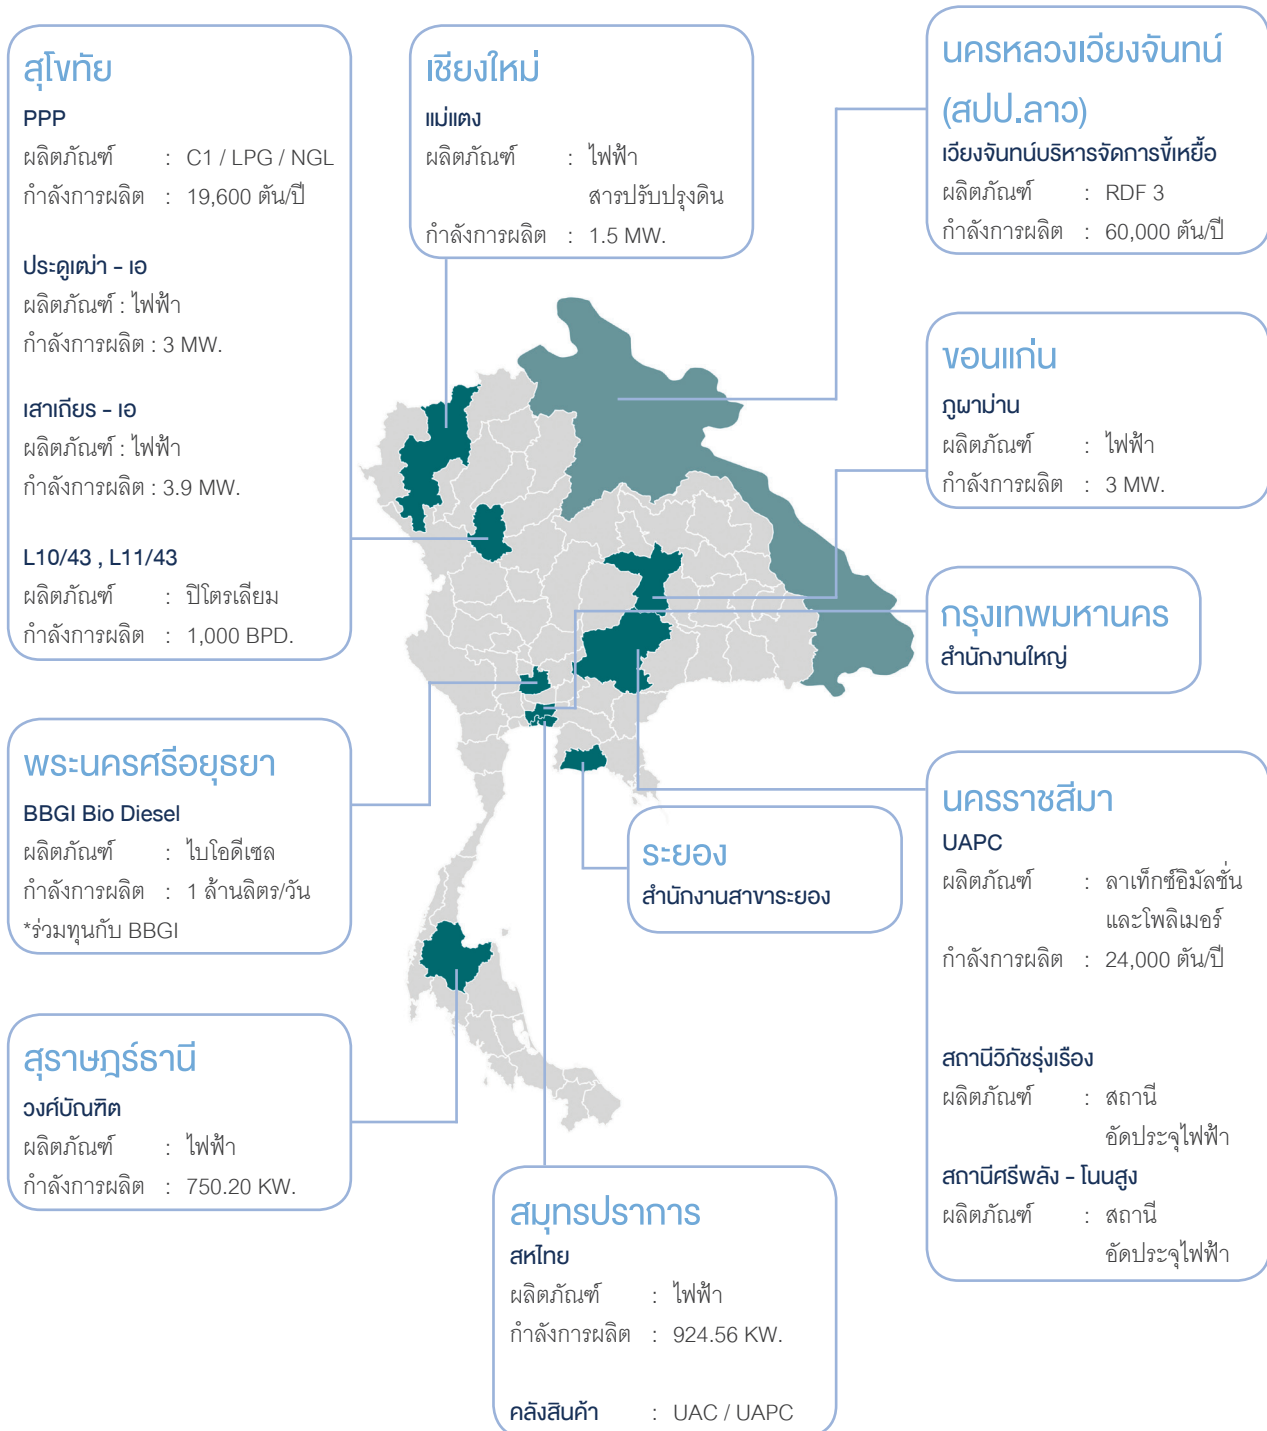 สุโขทัย
PPP
ผลิตภัณฑ์ : C1 / LPG / NGL
กำลังการผลิต : 19,600 ตัน/ปี
ประดูเฒ่า - เอ
ผลิตภัณฑ์ : ไฟฟ้า
กำลังการผลิต : 3 MW.
เสาเถียร - เอ
ผลิตภัณฑ์ : ไฟฟ้า
กำลังการผลิต : 3.9 MW.
L10/43 , L11/43
ผลิตภัณฑ์ : ปิโตรเลียม
กำลังการผลิต : 1,000 BPD.
เชียงใหม่
แม่แตง
ผลิตภัณฑ์ : ไฟฟ้า
สารปรับปรุงดิน
กำลังการผลิต : 1.5 MW.
นครหลวงเวียงจันทน์
(สปป.ลาว)
เวียงจันทน์บริหารจัดการขี้เหยื้อ
ผลิตภัณฑ์ : RDF 3
กำลังการผลิต : 60,000 ตัน/ปี
ขอนแก่น
ภูผาม่าน
ผลิตภัณฑ์ : ไฟฟ้า
กำลังการผลิต : 3 MW.
กรุงเทพมหานคร
สำนักงานใหญ่
พระนครศรีอยุธยา
BBGI Bio Diesel
ผลิตภัณฑ์ : ไบโอดีเซล
กำลังการผลิต : 1 ล้านลิตร/วัน
*ร่วมทุนกับ BBGI
ระยอง
สำนักงานสาขาระยอง
นครราชสีมา
UAPC
ผลิตภัณฑ์ : ลาเท็กซ์อิมัลชั่น
และโพลิเมอร์
กำลังการผลิต : 24,000 ตัน/ปี
สถานีวิภัชรุ่งเรือง
ผลิตภัณฑ์ : สถานี
อัดประจุไฟฟ้า
สถานีศรีพลัง - โนนสูง
ผลิตภัณฑ์ : สถานี
อัดประจุไฟฟ้า
สุราษฎร์ธานี
วงศ์บัณฑิต
ผลิตภัณฑ์ : ไฟฟ้า
กำลังการผลิต : 750.20 KW.
สมุทรปราการ
สหไทย
ผลิตภัณฑ์ : ไฟฟ้า
กำลังการผลิต : 924.56 KW.
คลังสินค้า : UAC / UAPC